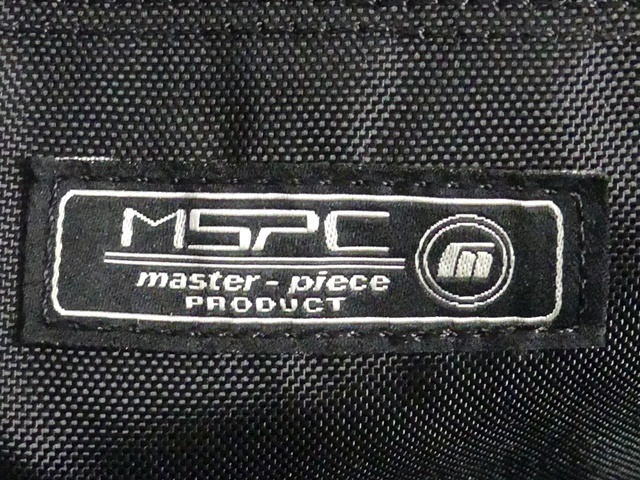 MSPC
master-piece
PRODUCT
m